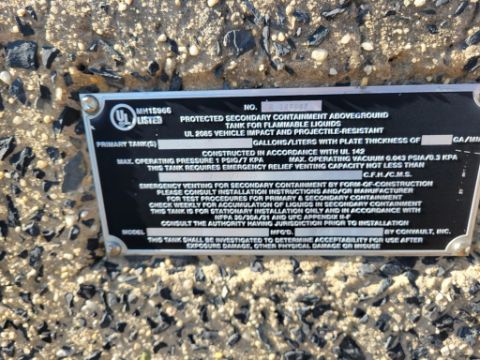 UL MH15966 NO.
LISTED
PROTECTED SECONDARY CONTAINMENT ABOVEGROUND
TANK FOR FLAMMABLE LIQUIDS
UL 2085 VEHICLE IMPACT AND PROJECTILE-RESISTANT
PRIMARY TANK(S) GALLONS/LITERS WITH PLATE THICKNESS OF GA/MM
CONSTRUCTED IN ACCORDANCE WITH UL 142
MAX. OPERATING PRESSURE 1 PSIG/7 KPA MAX. OPERATING VACUUM 0.043 PSIA/0.3 KPA
THIS TANK REQUIRES EMERGENCY RELIEF VENTING CAPACITY NOT LESS THAN
C.F.H./C.M.S.
EMERGENCY VENTING FOR SECONDARY CONTAINMENT BY FORM-OF-CONSTRUCTION
PLEASE CONSULT INSTALLATION INSTRUCTIONS AND/OR MANUFACTURER
FOR TEST PROCEDURES FOR PRIMARY & SECONDARY CONTAINMENT
CHECK WEEKLY FOR ACCUMULATION OF LIQUIDS IN SECONDARY CONTAINMENT
THIS TANK IS FOR STATIONARY INSTALLATION ONLY AND IN ACCORDANCE WITH
NFPA 30/30A/31 AND UFC APPENDIX II-F
CONSULT THE AUTHORITY HAVING JURISDICTION PRIOR TO INSTALLATION
MODEL MFG'D. BY CONVAULT, INC.
THIS TANK SHALL BE INVESTIGATED TO DETERMINE ACCEPTABILITY FOR USE AFTER
EXPOSURE DAMAGE, OTHER PHYSICAL DAMAGE OR MISUSE